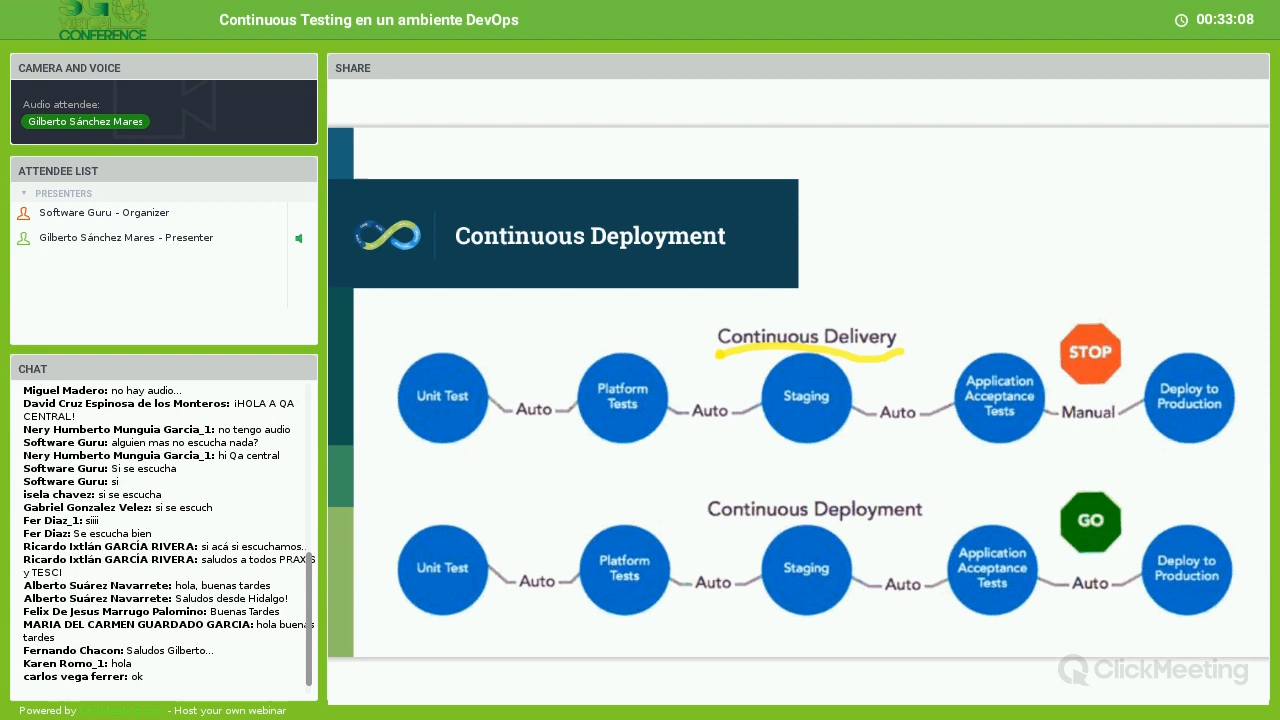 SG
VIRTUAL
CONFERENCE
Continuous Testing en un ambiente DevOps
00:33:08
CAMERA AND VOICE
Audio attendee:
Gilberto Sánchez Mares
ATTENDEE LIST
PRESENTERS
Software Guru - Organizer
Gilberto Sánchez Mares - Presenter
CHAT
Miguel Madero: no hay audio...
David Cruz Espinosa de los Monteros: ¡HOLA A QA
CENTRAL!
Nery Humberto Munguia Garcia_1: no tengo audio
Software Guru: alguien mas no escucha nada?
Nery Humberto Munguia Garcia_1: hi Qa central
Software Guru: Si se escucha
Software Guru: si
isela chavez: si se escucha
Gabriel Gonzalez Velez: si se escuch
Fer Diaz_1: siiii
Fer Diaz: Se escucha bien
Ricardo Ixtlán GARCÍA RIVERA: si acá si escuchamos..
Ricardo Ixtlán GARCÍA RIVERA: saludos a todos PRAXIS
y TESCI
Alberto Suárez Navarrete: hola, buenas tardes
Alberto Suárez Navarrete: Saludos desde Hidalgo!
Felix De Jesus Marrugo Palomino: Buenas Tardes
MARIA DEL CARMEN GUARDADO GARCIA: hola buenas
tardes
Fernando Chacon: Saludos Gilberto...
Karen Romo_1: hola
carlos vega ferrer: ok
Powered by ClickMeeting.com - Host your own webinar
SHARE
Continuous Deployment
Continuous Delivery
STOP
Unit Test
Auto
Platform
Tests
Auto
Staging
Auto
Application
Acceptance
Tests
Manual
Deploy to
Production
Continuous Deployment
GO
Unit Test
Auto
Platform
Tests
Auto
Staging
Auto
Application
Acceptance
Tests
Auto
Deploy to
Production
ClickMeeting